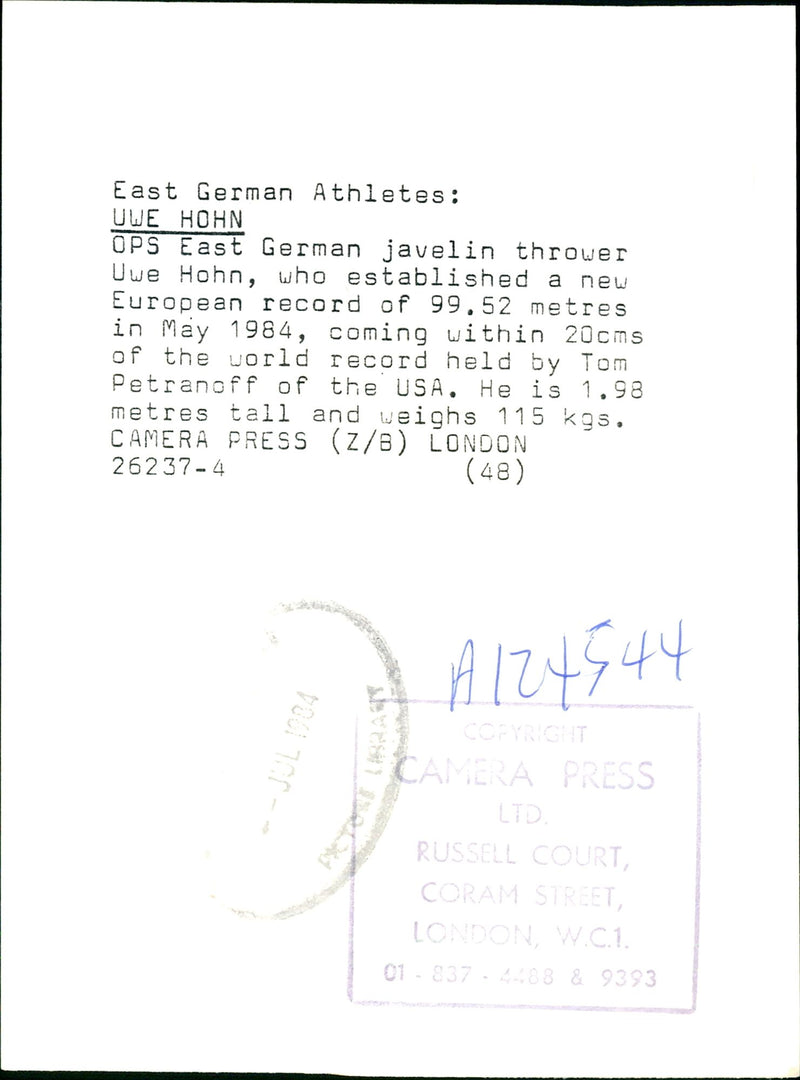 East German Athletes:
UWE HOHN
OPS East German javelin thrower
Uwe Hohn, who established a new
European record of 99.52 metres
in May 1984, coming within 20cms
of the world record held by Tom
Petranoff of the USA. He is 1.98
metres tall and weighs 115 kgs.
CAMERA PRESS (Z/B) LONDON
26237-4 (48)
A124544
JUL 1984
PICTURE LIBRARY
COPYRIGHT
CAMERA PRESS
LTD.
RUSSELL COURT,
CORAM STREET,
LONDON, W.C.1.
01 - 837 - 4488 & 9393